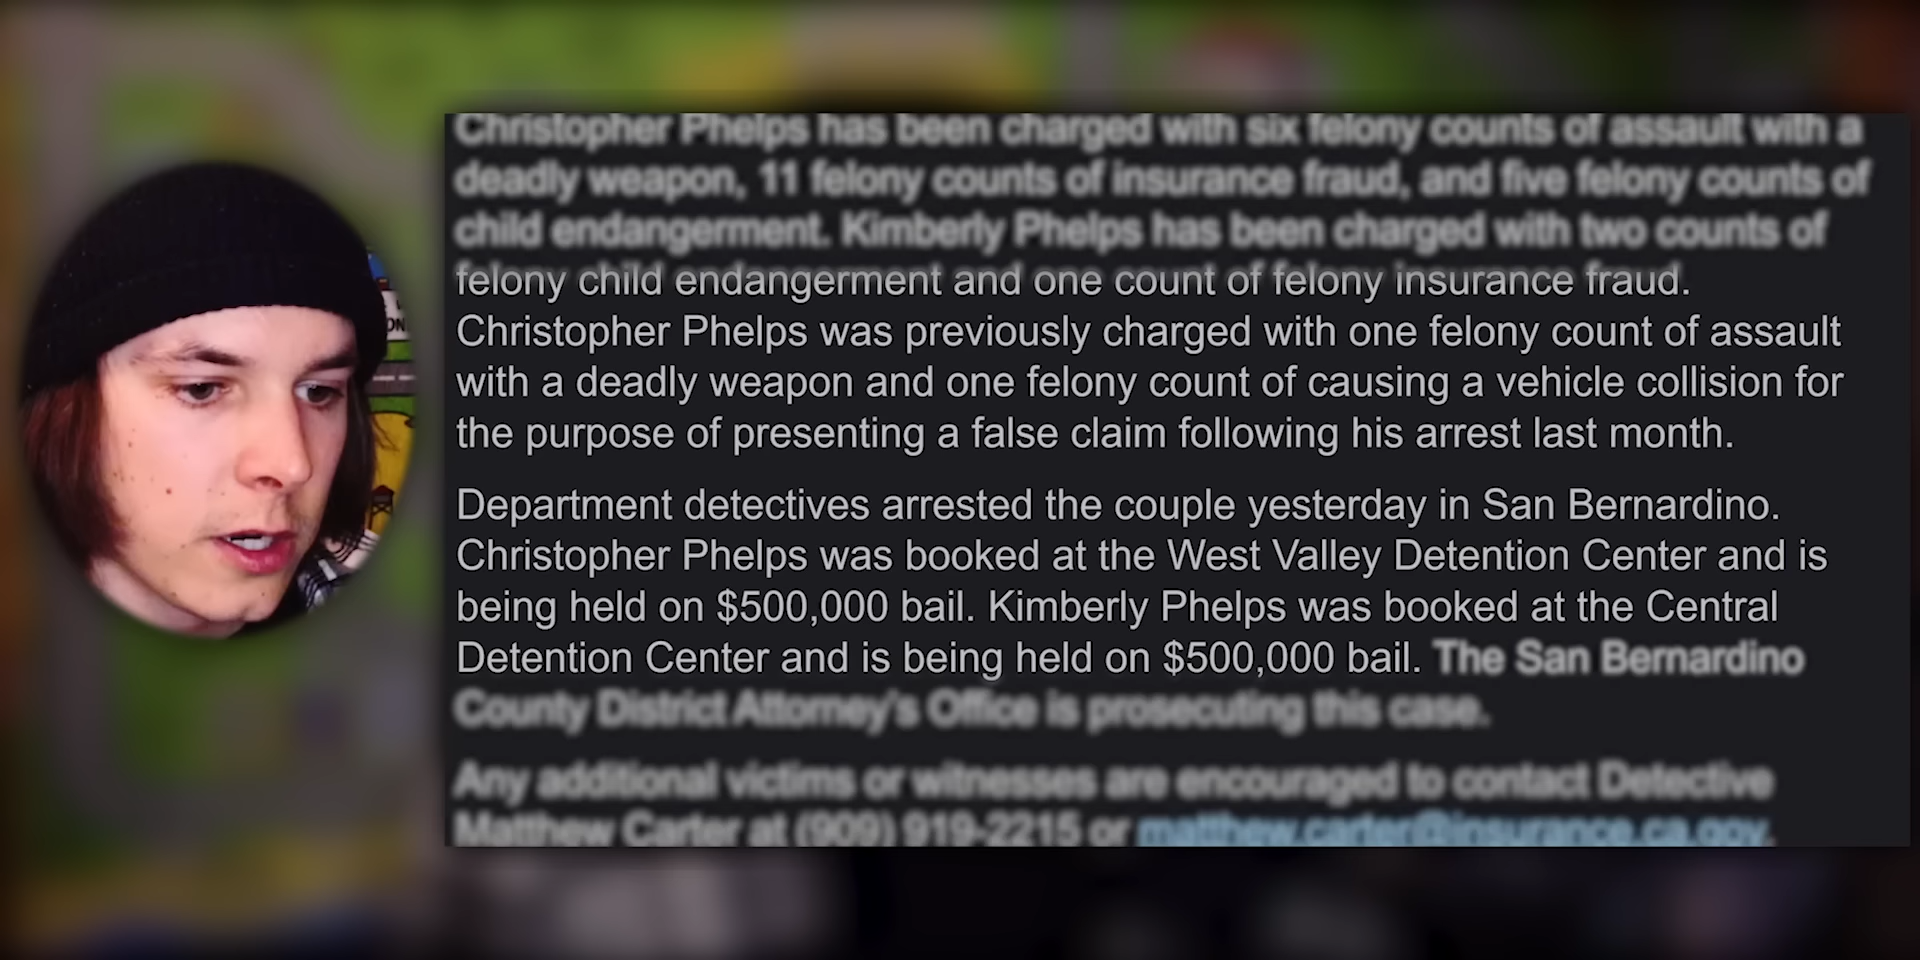 Christopher Phelps has been charged with six felony counts of assault with a
deadly weapon, 11 felony counts of insurance fraud, and five felony counts of
child endangerment. Kimberly Phelps has been charged with two counts of
felony child endangerment and one count of felony insurance fraud.
Christopher Phelps was previously charged with one felony count of assault
with a deadly weapon and one felony count of causing a vehicle collision for
the purpose of presenting a false claim following his arrest last month.
Department detectives arrested the couple yesterday in San Bernardino.
Christopher Phelps was booked at the West Valley Detention Center and is
being held on $500,000 bail. Kimberly Phelps was booked at the Central
Detention Center and is being held on $500,000 bail. The San Bernardino
County District Attorney's Office is prosecuting this case.
Any additional victims or witnesses are encouraged to contact Detective
Matthew Carter at (909) 919-2215 or matthew.carter@insurance.ca.gov.